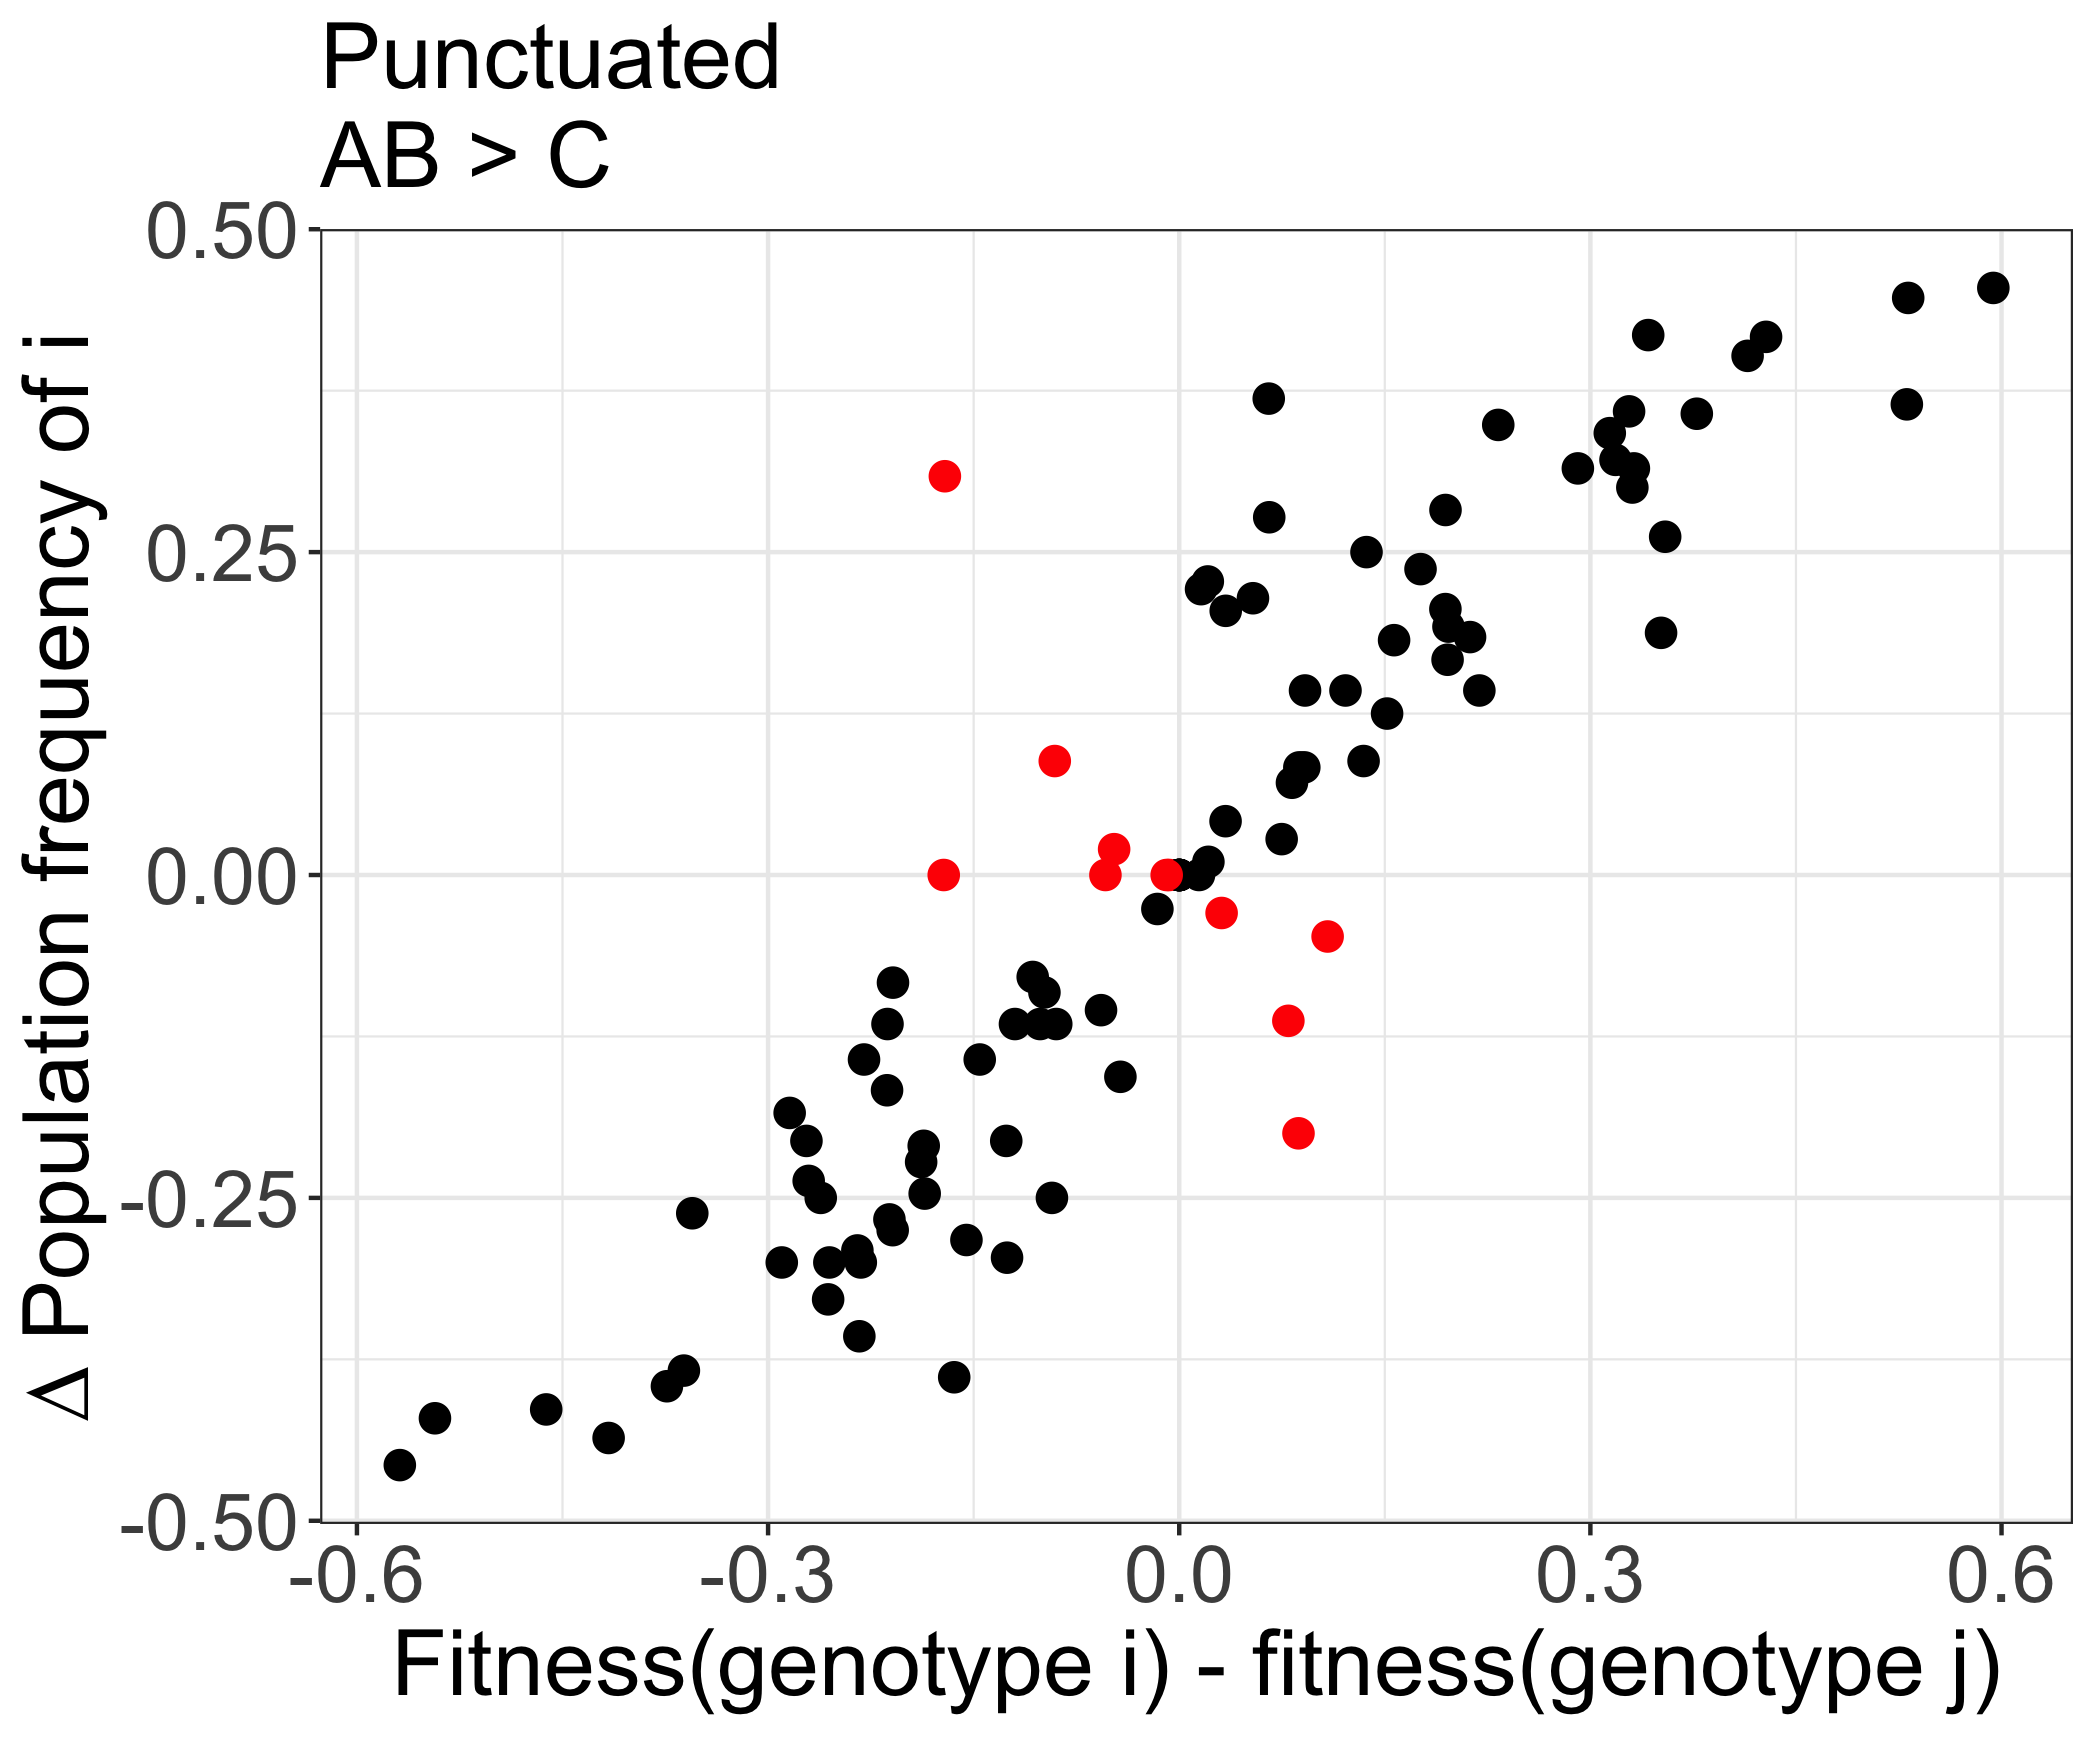 Punctuated
AB > C
0.50
0.25
0.00
-0.25
-0.50
Δ Population frequency of i
-0.6 -0.3 0.0 0.3 0.6
Fitness(genotype i) - fitness(genotype j)